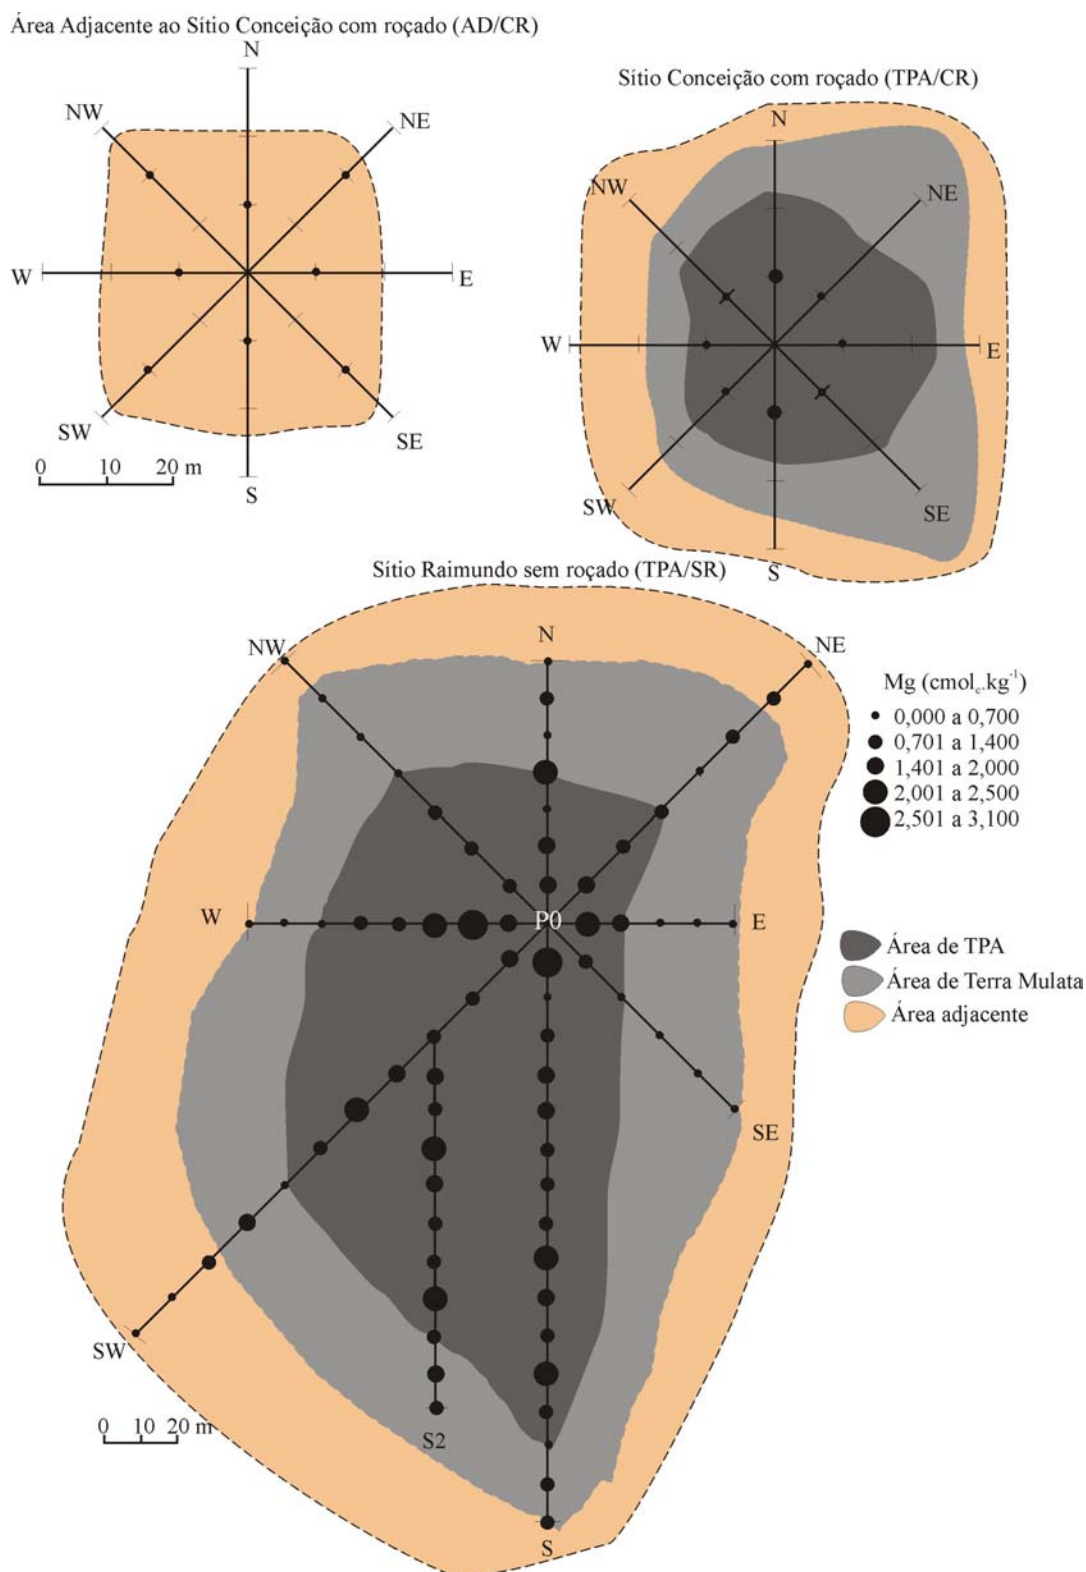 Área Adjacente ao Sítio Conceição com roçado (AD/CR)
N
NW
NE
W
E
SW
SE
S
0 10 20 m
Sítio Conceição com roçado (TPA/CR)
N
NW
NE
W
E
SW
SE
S
Sítio Raimundo sem roçado (TPA/SR)
N
NW
NE
W
P0
E
SE
SW
S2
S
0 10 20 m
Mg (cmolc.kg-1)
0,000 a 0,700
0,701 a 1,400
1,401 a 2,000
2,001 a 2,500
2,501 a 3,100
Área de TPA
Área de Terra Mulata
Área adjacente